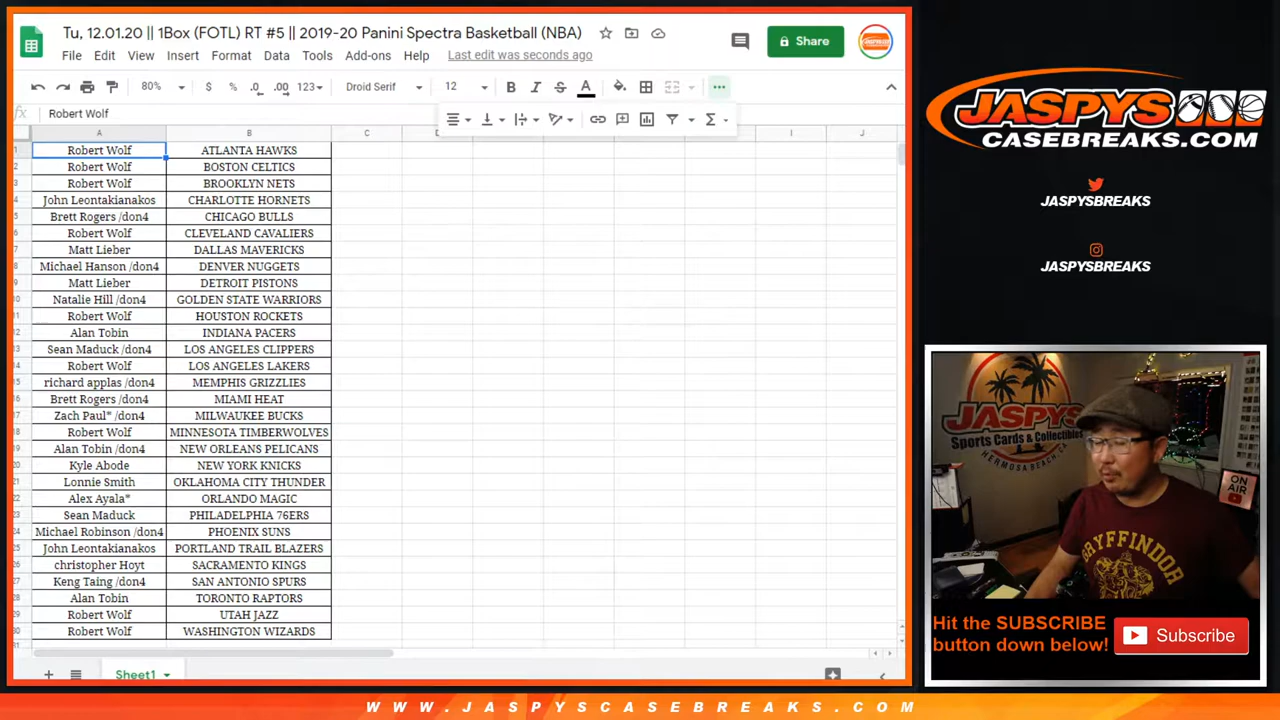 Tu, 12.01.20 || 1Box (FOTL) RT #5 || 2019-20 Panini Spectra Basketball (NBA)
File Edit View Insert Format Data Tools Add-ons Help Last edit was seconds ago
Share
80% $ % .0 .00 123 Droid Serif 12 B I S A
fx Robert Wolf
A B C D I J
1 Robert Wolf ATLANTA HAWKS
2 Robert Wolf BOSTON CELTICS
3 Robert Wolf BROOKLYN NETS
4 John Leontakianakos CHARLOTTE HORNETS
5 Brett Rogers /don4 CHICAGO BULLS
6 Robert Wolf CLEVELAND CAVALIERS
7 Matt Lieber DALLAS MAVERICKS
8 Michael Hanson /don4 DENVER NUGGETS
9 Matt Lieber DETROIT PISTONS
10 Natalie Hill /don4 GOLDEN STATE WARRIORS
11 Robert Wolf HOUSTON ROCKETS
12 Alan Tobin INDIANA PACERS
13 Sean Maduck /don4 LOS ANGELES CLIPPERS
14 Robert Wolf LOS ANGELES LAKERS
15 richard applas /don4 MEMPHIS GRIZZLIES
16 Brett Rogers /don4 MIAMI HEAT
17 Zach Paul* /don4 MILWAUKEE BUCKS
18 Robert Wolf MINNESOTA TIMBERWOLVES
19 Alan Tobin /don4 NEW ORLEANS PELICANS
20 Kyle Abode NEW YORK KNICKS
21 Lonnie Smith OKLAHOMA CITY THUNDER
22 Alex Ayala* ORLANDO MAGIC
23 Sean Maduck PHILADELPHIA 76ERS
24 Michael Robinson /don4 PHOENIX SUNS
25 John Leontakianakos PORTLAND TRAIL BLAZERS
26 christopher Hoyt SACRAMENTO KINGS
27 Keng Taing /don4 SAN ANTONIO SPURS
28 Alan Tobin TORONTO RAPTORS
29 Robert Wolf UTAH JAZZ
30 Robert Wolf WASHINGTON WIZARDS
Sheet1
JASPYS
CASEBREAKS.COM
JASPYSBREAKS
JASPYSBREAKS
JASPYS
Sports Cards & Collectibles
HERMOSA BEACH, CA
ON AIR
GRYFFINDOR
Hit the SUBSCRIBE
button down below!
Subscribe
WWW.JASPYSCASEBREAKS.COM